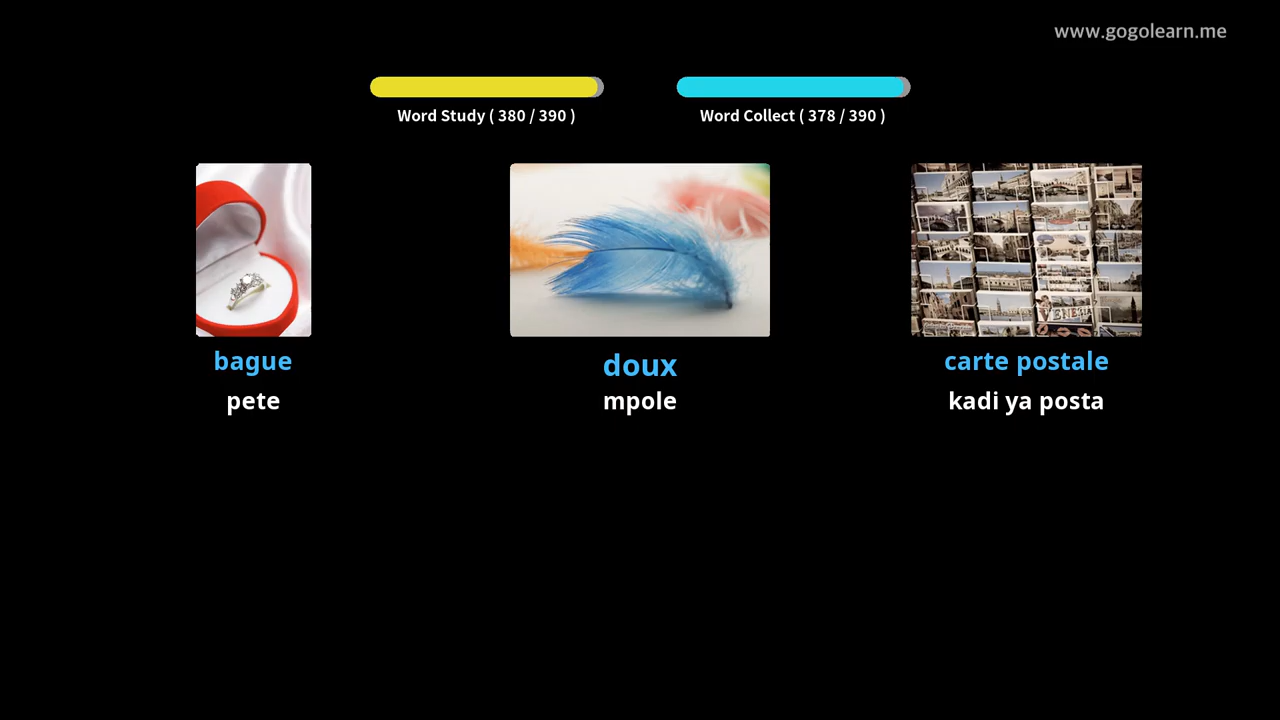 www.gogolearn.me
Word Study ( 380 / 390 )
Word Collect ( 378 / 390 )
VENEZIA
bague
doux
carte postale
pete
mpole
kadi ya posta